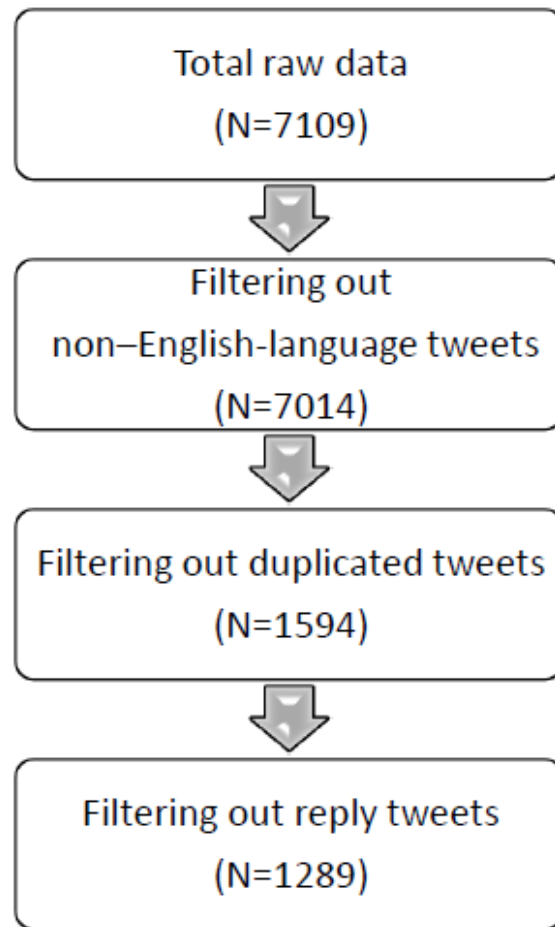 Total raw data
(N=7109)
Filtering out
non–English-language tweets
(N=7014)
Filtering out duplicated tweets
(N=1594)
Filtering out reply tweets
(N=1289)